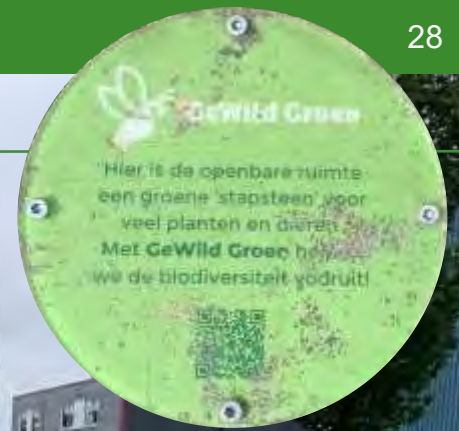 28
GeWild Groen
"Hier is de openbare ruimte
een groene 'stapsteen' voor
veel planten en dieren
Met GeWild Groen
we de biodiversiteit vooruit!